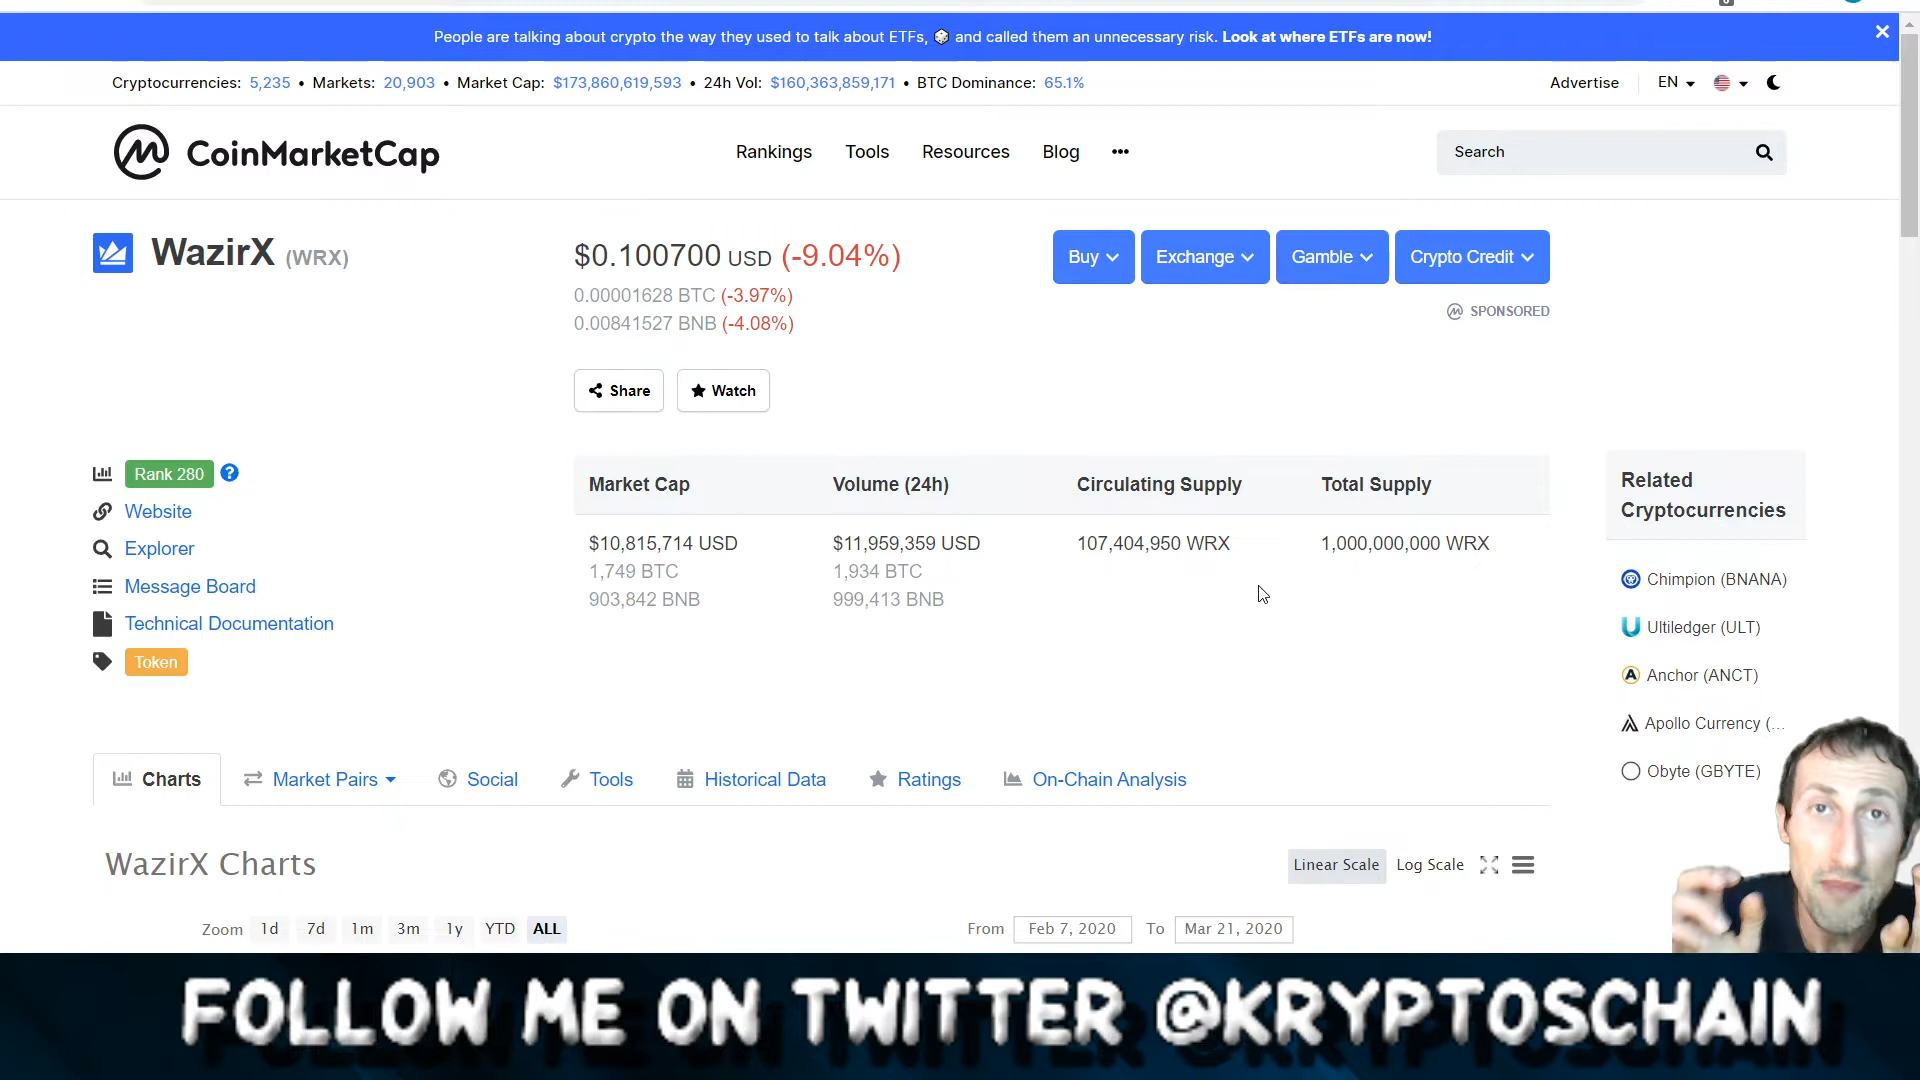 People are talking about crypto the way they used to talk about ETFs, and called them an unnecessary risk. Look at where ETFs are now!
Cryptocurrencies: 5,235 • Markets: 20,903 • Market Cap: $173,860,619,593 • 24h Vol: $160,363,859,171 • BTC Dominance: 65.1%
Advertise EN
CoinMarketCap
Rankings Tools Resources Blog •••
Search
WazirX (WRX)
$0.100700 USD (-9.04%)
0.00001628 BTC (-3.97%)
0.00841527 BNB (-4.08%)
Buy Exchange Gamble Crypto Credit
SPONSORED
Share Watch
Rank 280 ?
Website
Explorer
Message Board
Technical Documentation
Token
Market Cap Volume (24h) Circulating Supply Total Supply
$10,815,714 USD $11,959,359 USD 107,404,950 WRX 1,000,000,000 WRX
1,749 BTC 1,934 BTC
903,842 BNB 999,413 BNB
Related
Cryptocurrencies
Chimpion (BNANA)
Ultiledger (ULT)
Anchor (ANCT)
Apollo Currency (...
Obyte (GBYTE)
Charts Market Pairs Social Tools Historical Data Ratings On-Chain Analysis
WazirX Charts
Linear Scale Log Scale
Zoom 1d 7d 1m 3m 1y YTD ALL
From Feb 7, 2020 To Mar 21, 2020
FOLLOW ME ON TWITTER @KRYPTOSCHAIN